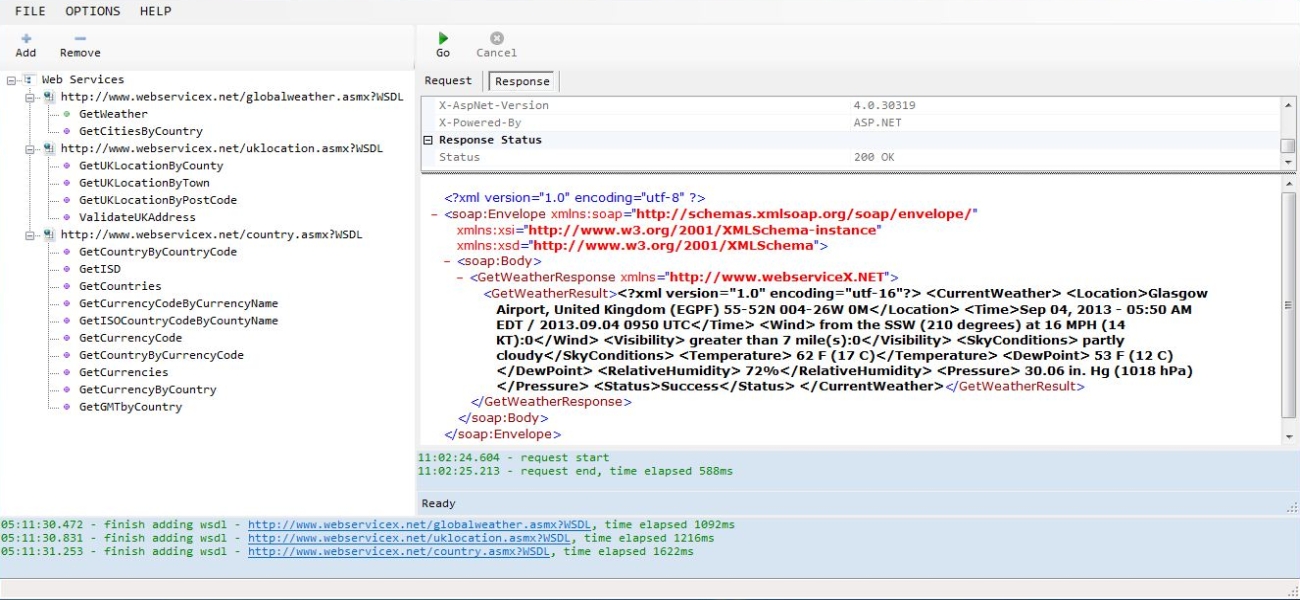 FILE OPTIONS HELP
Add Remove
Go Cancel
Web Services
http://www.webservicex.net/globalweather.asmx?WSDL
GetWeather
GetCitiesByCountry
http://www.webservicex.net/uklocation.asmx?WSDL
GetUKLocationByCounty
GetUKLocationByTown
GetUKLocationByPostCode
ValidateUKAddress
http://www.webservicex.net/country.asmx?WSDL
GetCountryByCountryCode
GetISD
GetCountries
GetCurrencyCodeByCurrencyName
GetISOCountryCodeByCountyName
GetCurrencyCode
GetCountryByCurrencyCode
GetCurrencies
GetCurrencyByCountry
GetGMTbyCountry
Request Response
X-AspNet-Version 4.0.30319
X-Powered-By ASP.NET
Response Status
Status 200 OK
<?xml version="1.0" encoding="utf-8" ?>
- <soap:Envelope xmlns:soap="http://schemas.xmlsoap.org/soap/envelope/"
xmlns:xsi="http://www.w3.org/2001/XMLSchema-instance"
xmlns:xsd="http://www.w3.org/2001/XMLSchema">
- <soap:Body>
- <GetWeatherResponse xmlns="http://www.webserviceX.NET">
<GetWeatherResult><?xml version="1.0" encoding="utf-16"?> <CurrentWeather> <Location>Glasgow
Airport, United Kingdom (EGPF) 55-52N 004-26W 0M</Location> <Time>Sep 04, 2013 - 05:50 AM
EDT / 2013.09.04 0950 UTC</Time> <Wind> from the SSW (210 degrees) at 16 MPH (14
KT):0</Wind> <Visibility> greater than 7 mile(s):0</Visibility> <SkyConditions> partly
cloudy</SkyConditions> <Temperature> 62 F (17 C)</Temperature> <DewPoint> 53 F (12 C)
</DewPoint> <RelativeHumidity> 72%</RelativeHumidity> <Pressure> 30.06 in. Hg (1018 hPa)
</Pressure> <Status>Success</Status> </CurrentWeather></GetWeatherResult>
</GetWeatherResponse>
</soap:Body>
</soap:Envelope>
11:02:24.604 - request start
11:02:25.213 - request end, time elapsed 588ms
Ready
05:11:30.472 - finish adding wsdl - http://www.webservicex.net/globalweather.asmx?WSDL, time elapsed 1092ms
05:11:30.831 - finish adding wsdl - http://www.webservicex.net/uklocation.asmx?WSDL, time elapsed 1216ms
05:11:31.253 - finish adding wsdl - http://www.webservicex.net/country.asmx?WSDL, time elapsed 1622ms